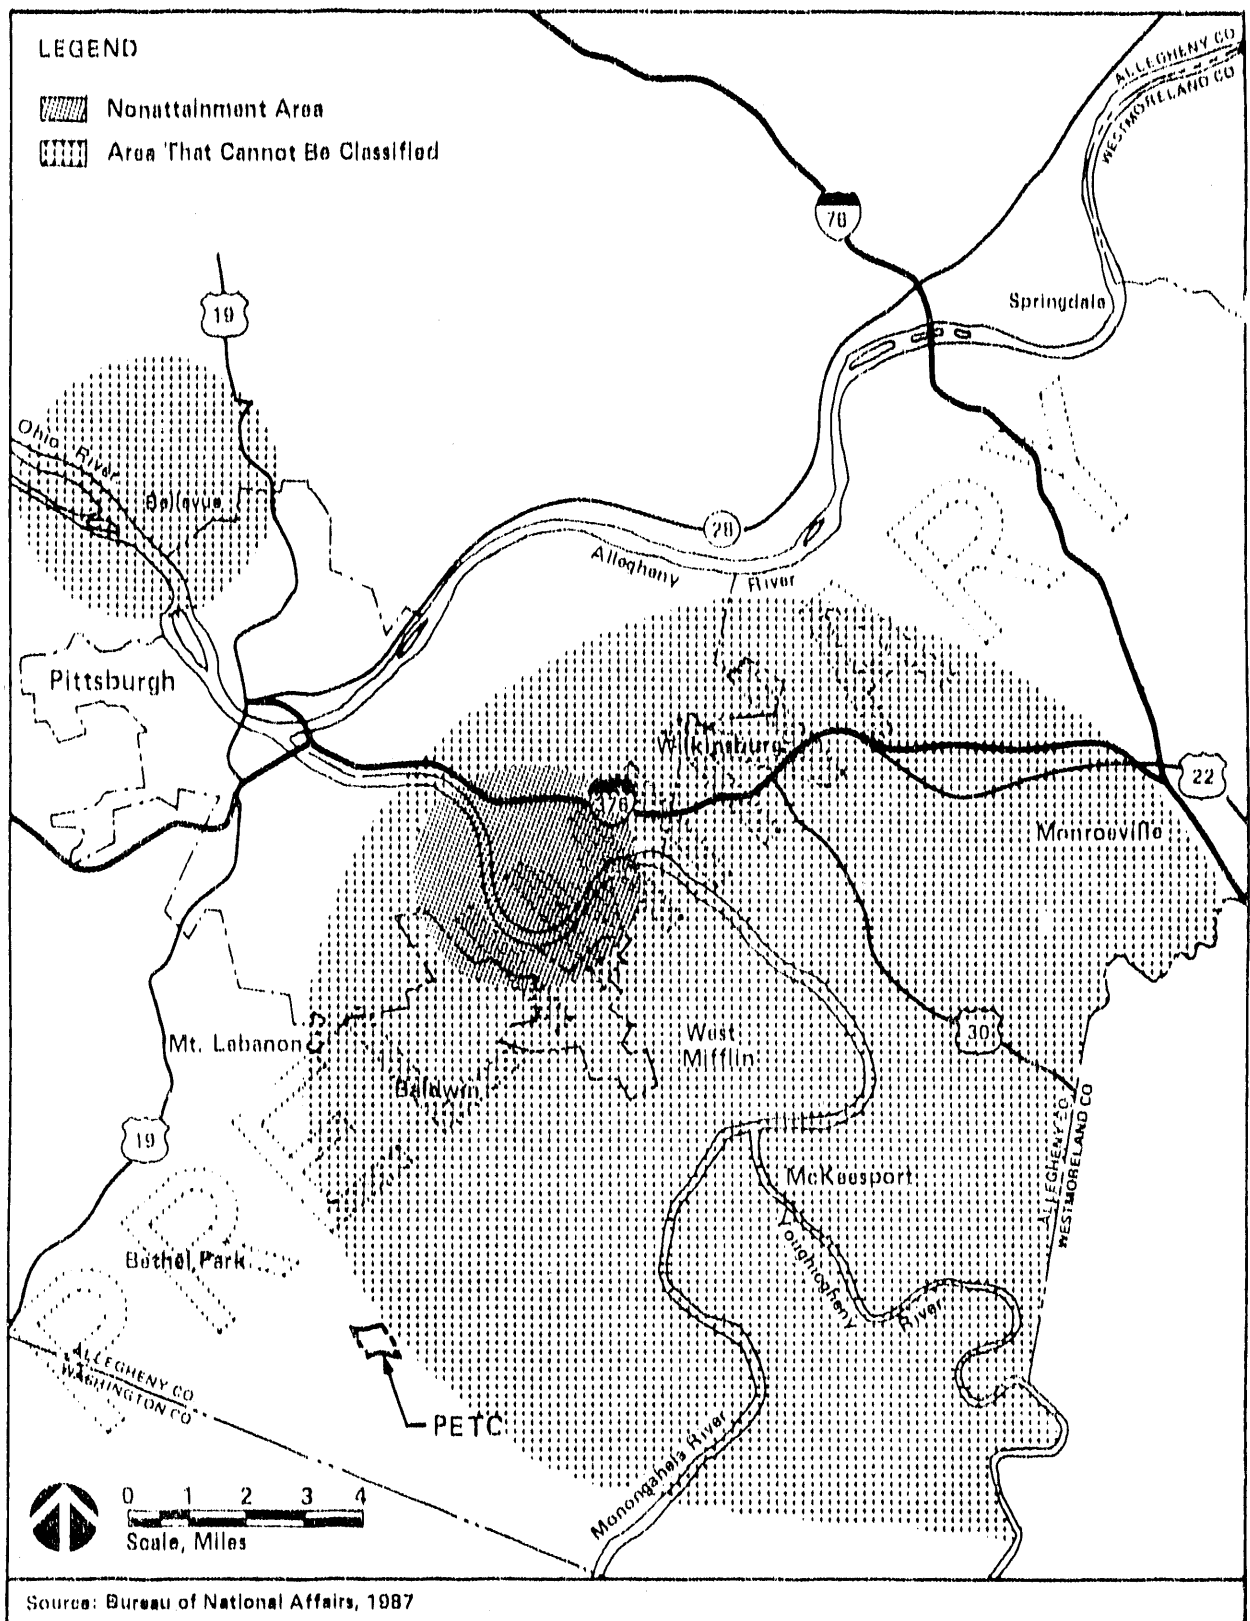 LEGEND
Nonattainment Area
Area That Cannot Be Classified
ALLEGHENY CO
WESTMORELAND CO
76
19
Springdale
Ohio River
Bellevue
28
Allegheny River
Pittsburgh
Wilkinsburg
376
22
Monroeville
Mt. Lebanon
West
Mifflin
30
Baldwin
19
ALLEGHENY CO
WESTMORELAND CO
McKeesport
Youghiogheny River
Bethel Park
ALLEGHENY CO
WASHINGTON CO
PETC
Monongahela River
0 1 2 3 4
Scale, Miles
Source: Bureau of National Affairs, 1987